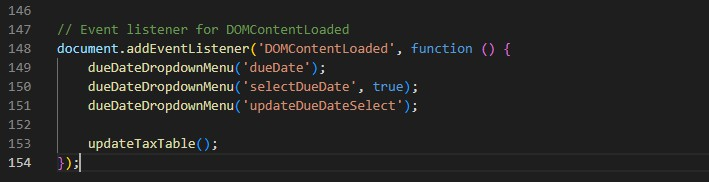 146
147 // Event listener for DOMContentLoaded
148 document.addEventListener('DOMContentLoaded', function () {
149 dueDateDropdownMenu('dueDate');
150 dueDateDropdownMenu('selectDueDate', true);
151 dueDateDropdownMenu('updateDueDateSelect');
152
153 updateTaxTable();
154 });